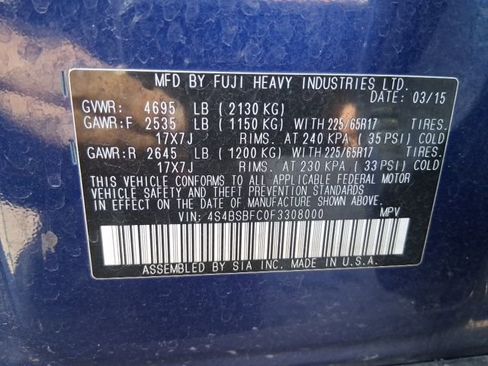 MFD BY FUJI HEAVY INDUSTRIES LTD.
DATE: 03/15
GVWR: 4695 LB (2130 KG)
GAWR:F 2535 LB (1150 KG) WITH 225/65R17 TIRES.
17X7J RIMS. AT 240 KPA (35 PSI) COLD
GAWR:R 2645 LB (1200 KG) WITH 225/65R17 TIRES.
17X7J RIMS. AT 230 KPA (33 PSI) COLD
THIS VEHICLE CONFORMS TO ALL APPLICABLE FEDERAL MOTOR
VEHICLE SAFETY AND THEFT PREVENTION STANDARDS
IN EFFECT ON THE DATE OF MANUFACTURE SHOWN ABOVE.
VIN: 4S4BSBFC0F3308000 MPV
ASSEMBLED BY SIA INC. MADE IN U.S.A.